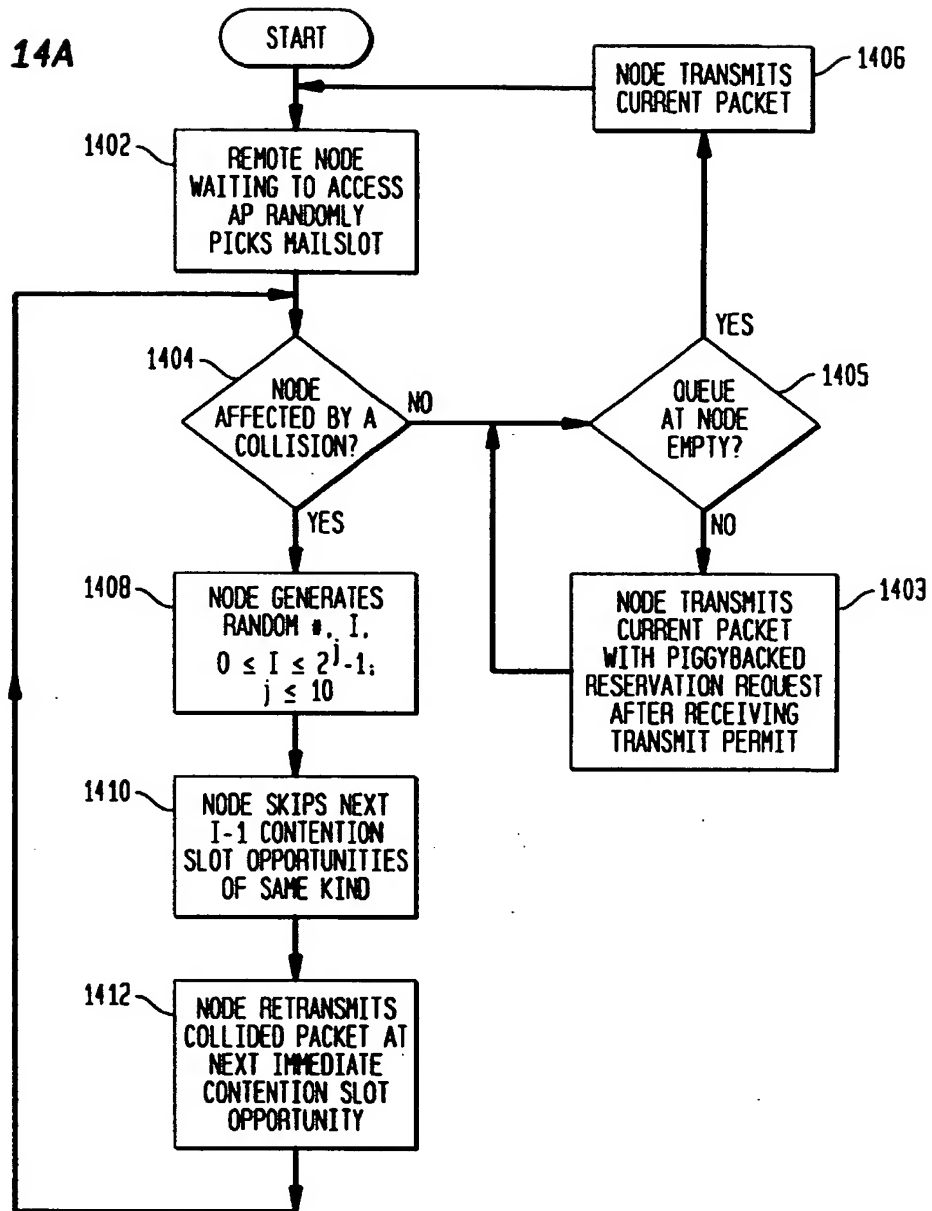 14A
START
1406
NODE TRANSMITS
CURRENT PACKET
1402
REMOTE NODE
WAITING TO ACCESS
AP RANDOMLY
PICKS MAILSLOT
YES
1404
NODE
AFFECTED BY A
COLLISION?
NO
1405
QUEUE
AT NODE
EMPTY?
YES
NO
1408
NODE GENERATES
RANDOM #, I,
0 ≤ I ≤ 2^j-1;
j ≤ 10
1403
NODE TRANSMITS
CURRENT PACKET
WITH PIGGYBACKED
RESERVATION REQUEST
AFTER RECEIVING
TRANSMIT PERMIT
1410
NODE SKIPS NEXT
I-1 CONTENTION
SLOT OPPORTUNITIES
OF SAME KIND
1412
NODE RETRANSMITS
COLLIDED PACKET AT
NEXT IMMEDIATE
CONTENTION SLOT
OPPORTUNITY